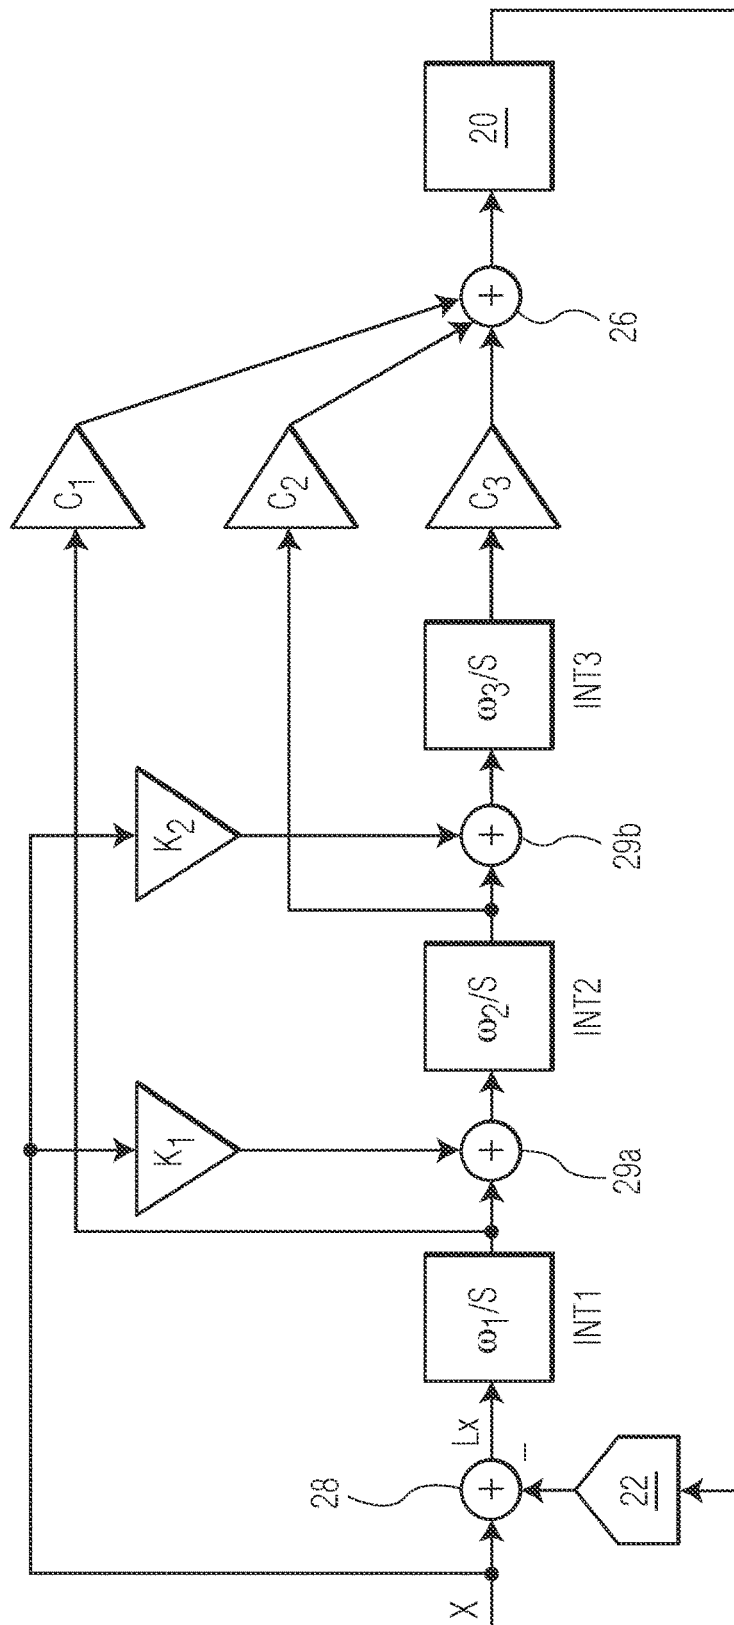 C₁
K₁
K₂
C₂
X
28
Lx
ω₁/S
ω₂/S
ω₃/S
C₃
20
–
INT1
29a
INT2
29b
INT3
26
22